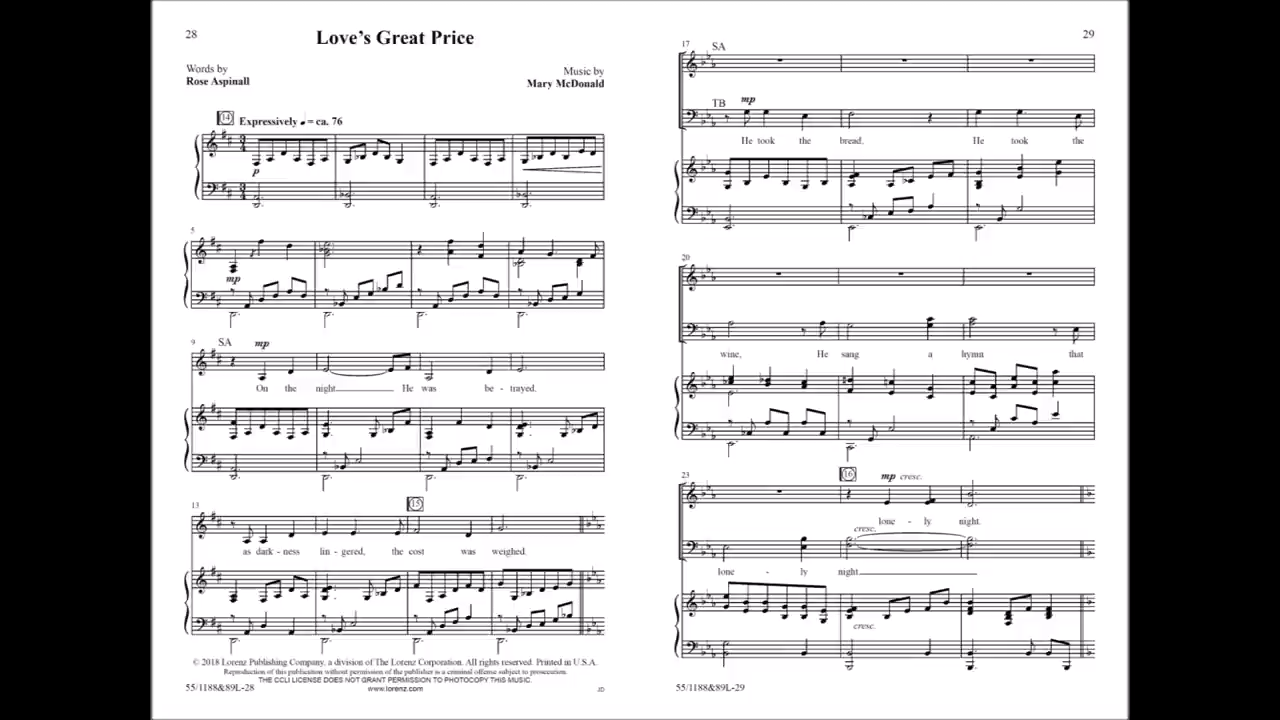 28
Love's Great Price
Words by
Rose Aspinall
Music by
Mary McDonald
14
Expressively ♩ = ca. 76
p
5
mp
9
SA
mp
On the night He was be - trayed.
13
15
as dark - ness lin - gered, the cost was weighed.
© 2018 Lorenz Publishing Company, a division of The Lorenz Corporation. All rights reserved. Printed in U.S.A.
Reproduction of this publication without permission of the publisher is a criminal offense subject to prosecution.
THE CCLI LICENSE DOES NOT GRANT PERMISSION TO PHOTOCOPY THIS MUSIC.
www.lorenz.com
JD
55/1188&89L-28
29
17
SA
TB
mp
He took the bread, He took the
20
wine, He sang a hymn that
23
16
mp cresc.
lone - ly night.
cresc.
lone - ly night
cresc.
55/1188&89L-29